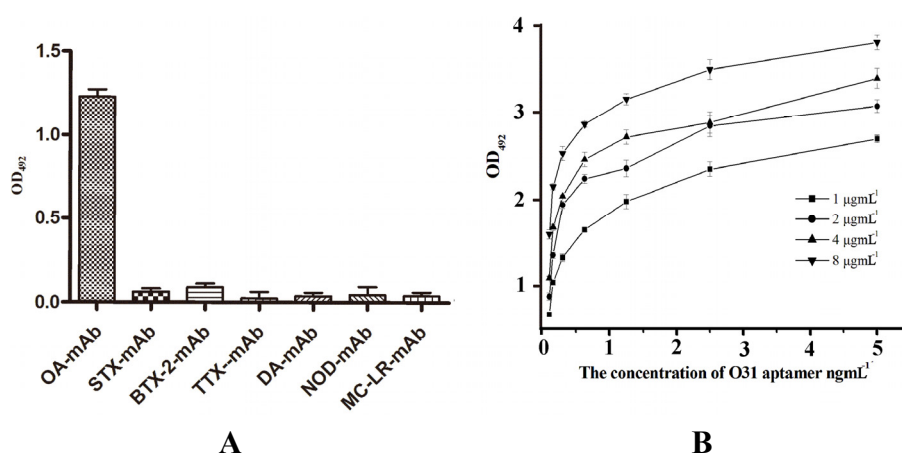 1.5
1.0
0.5
0.0
OD492
OA-mAb
STX-mAb
BTX-2-mAb
TTX-mAb
DA-mAb
NOD-mAb
MC-LR-mAb
A
4
3
2
1
OD492
0 1 2 3 4 5
1 µgmL-1
2 µgmL-1
4 µgmL-1
8 µgmL-1
The concentration of O31 aptamer ngmL-1
B